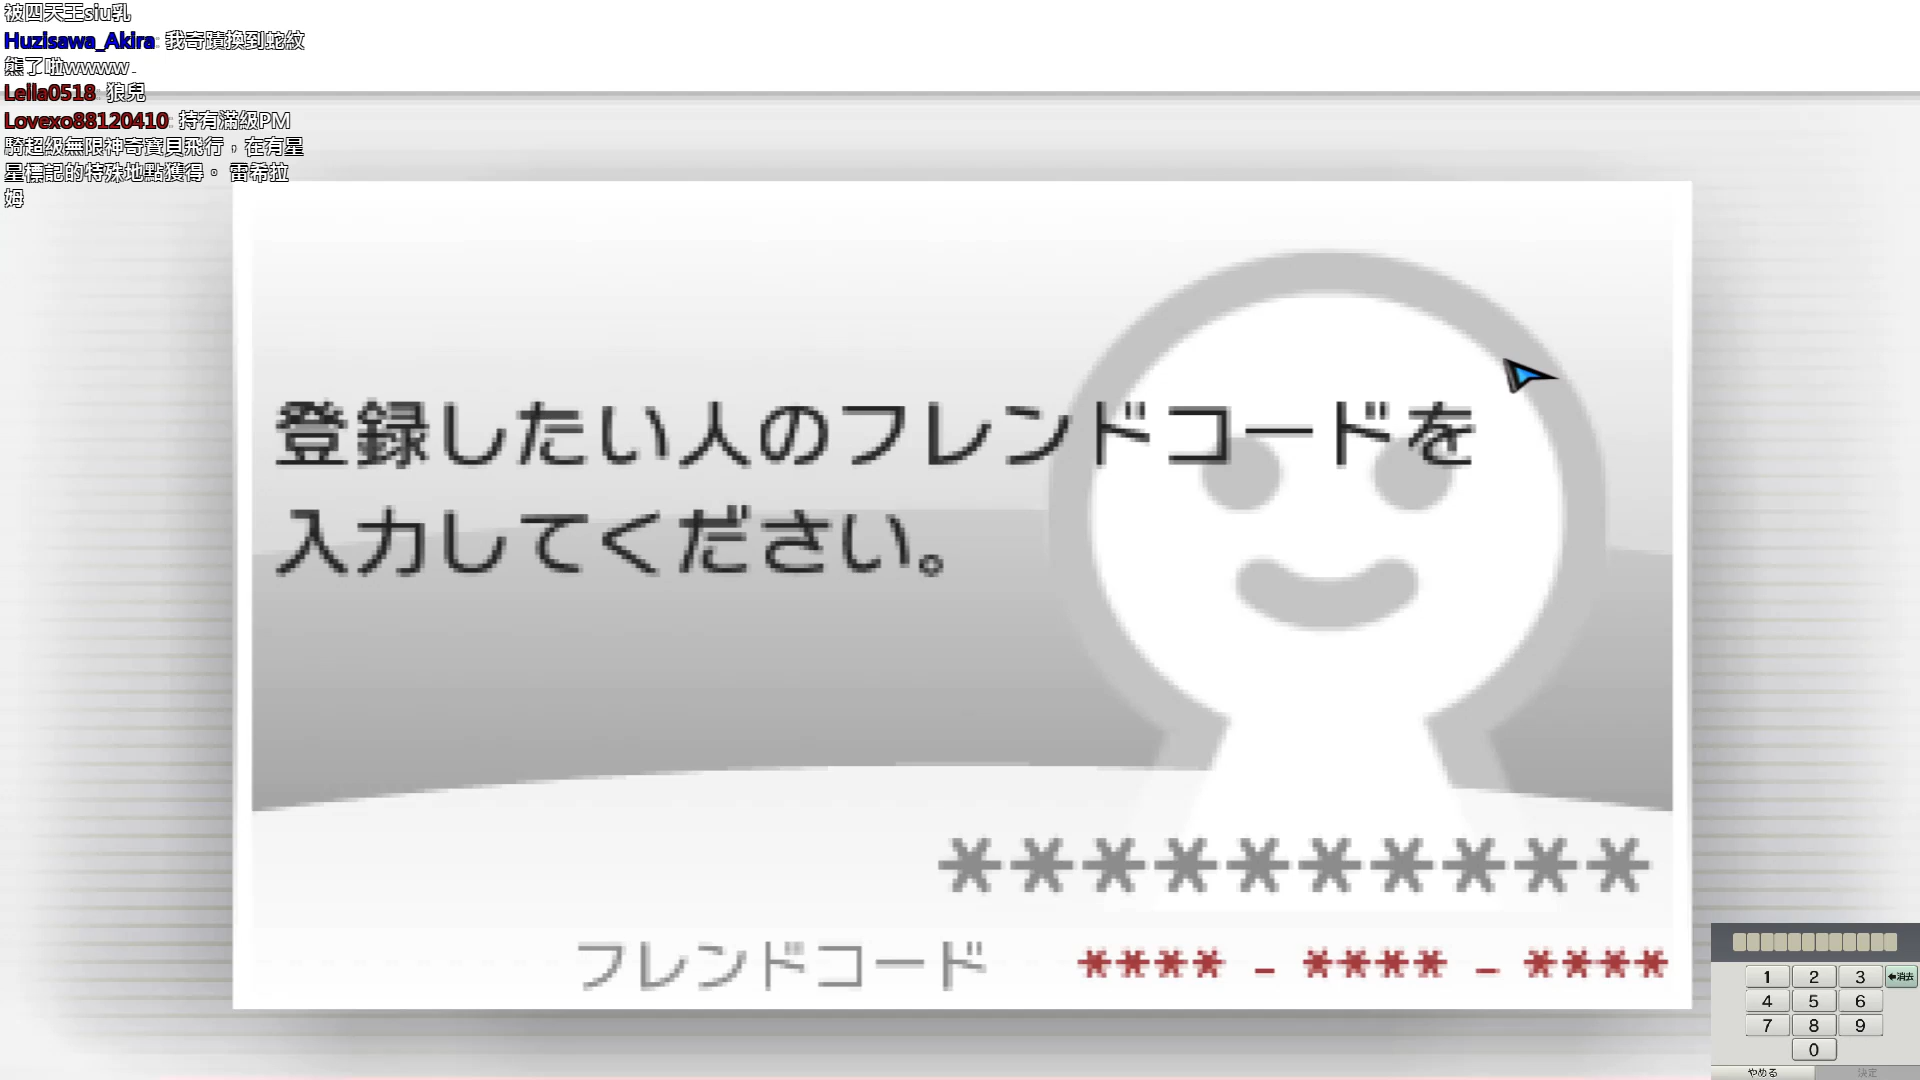 被四天王siu乳
Huzisawa_Akira: 我奇蹟換到蛇紋
熊了啦wwww
Leila0518: 狼兒
Lovexo88120410: 持有滿級PM
騎超級無限神奇寶貝飛行，在有星
星標記的特殊地點獲得。 雷希拉
姆
登録したい人のフレンドコードを
入力してください。
**********
フレンドコード **** - **** - ****
1 2 3 ←消去
4 5 6
7 8 9
0
やめる 決定